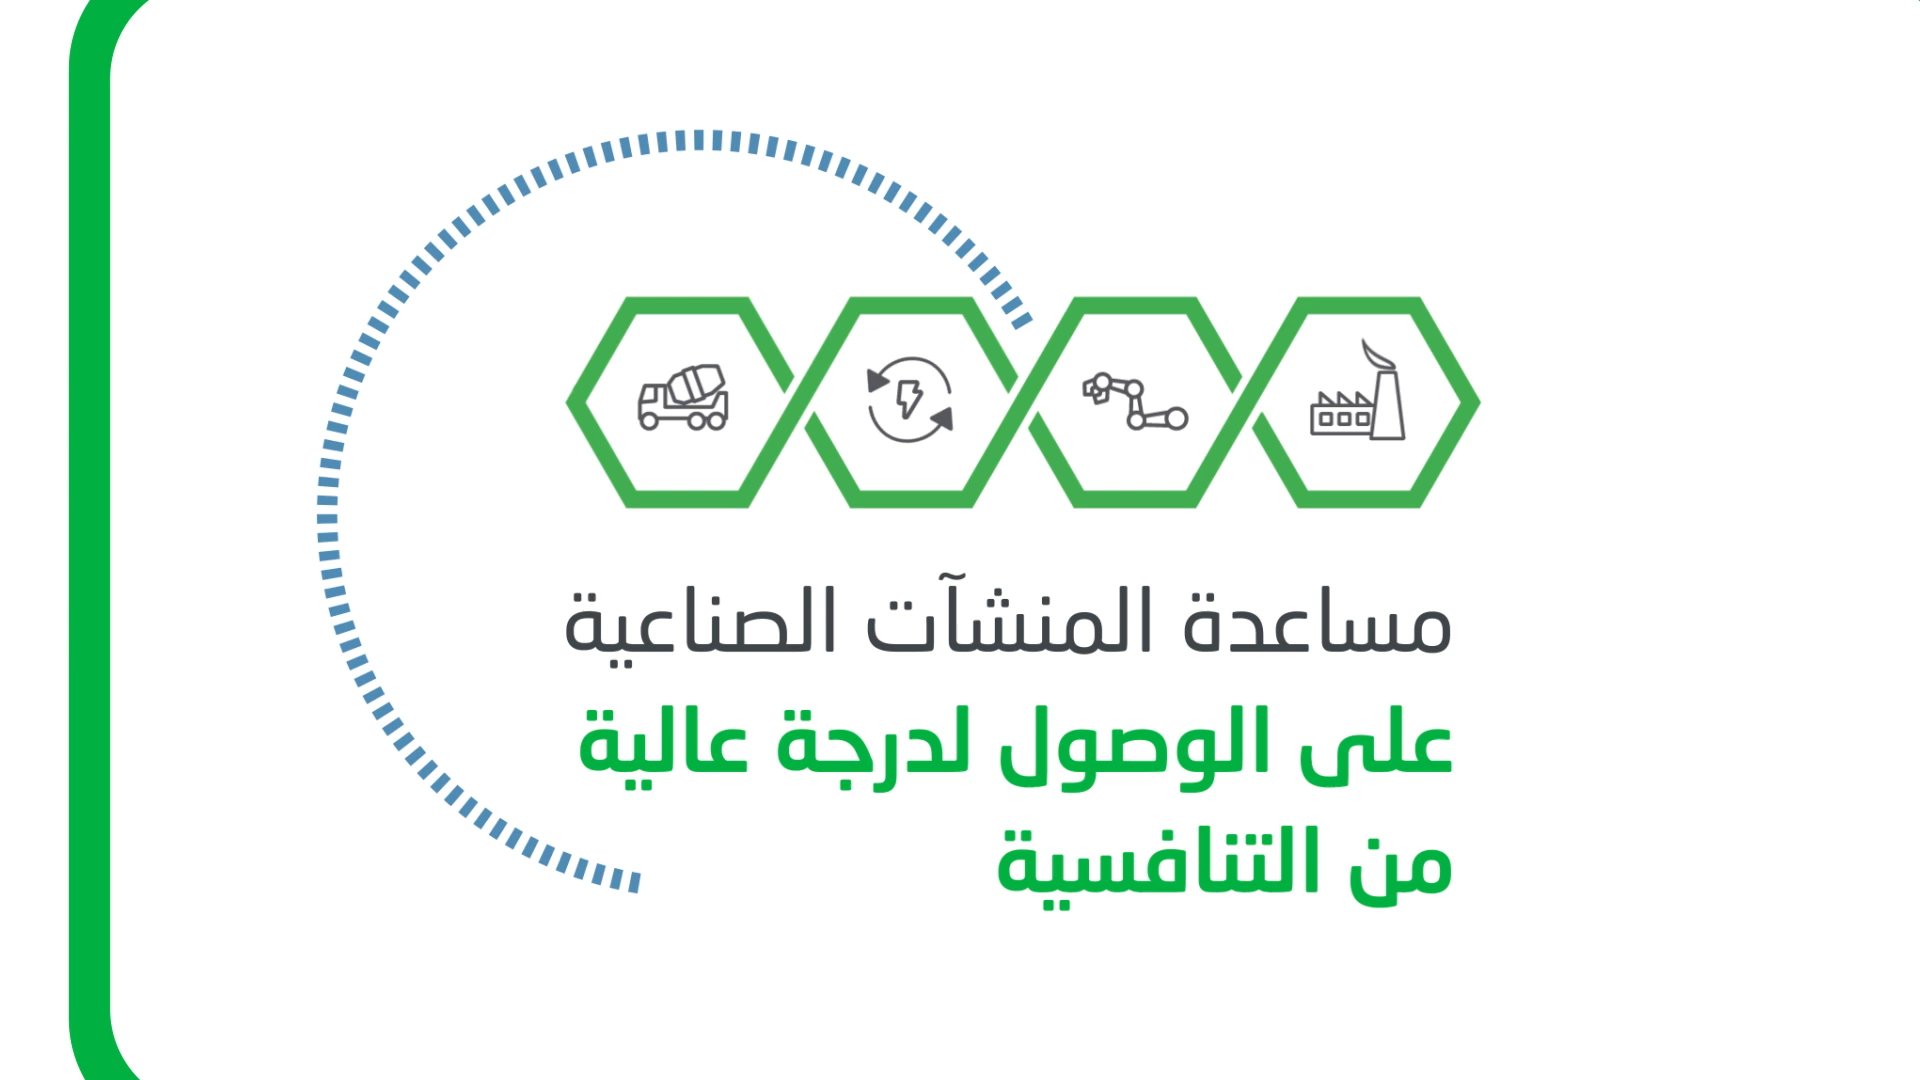 مساعدة المنشآت الصناعية
على الوصول لدرجة عالية
من التنافسية